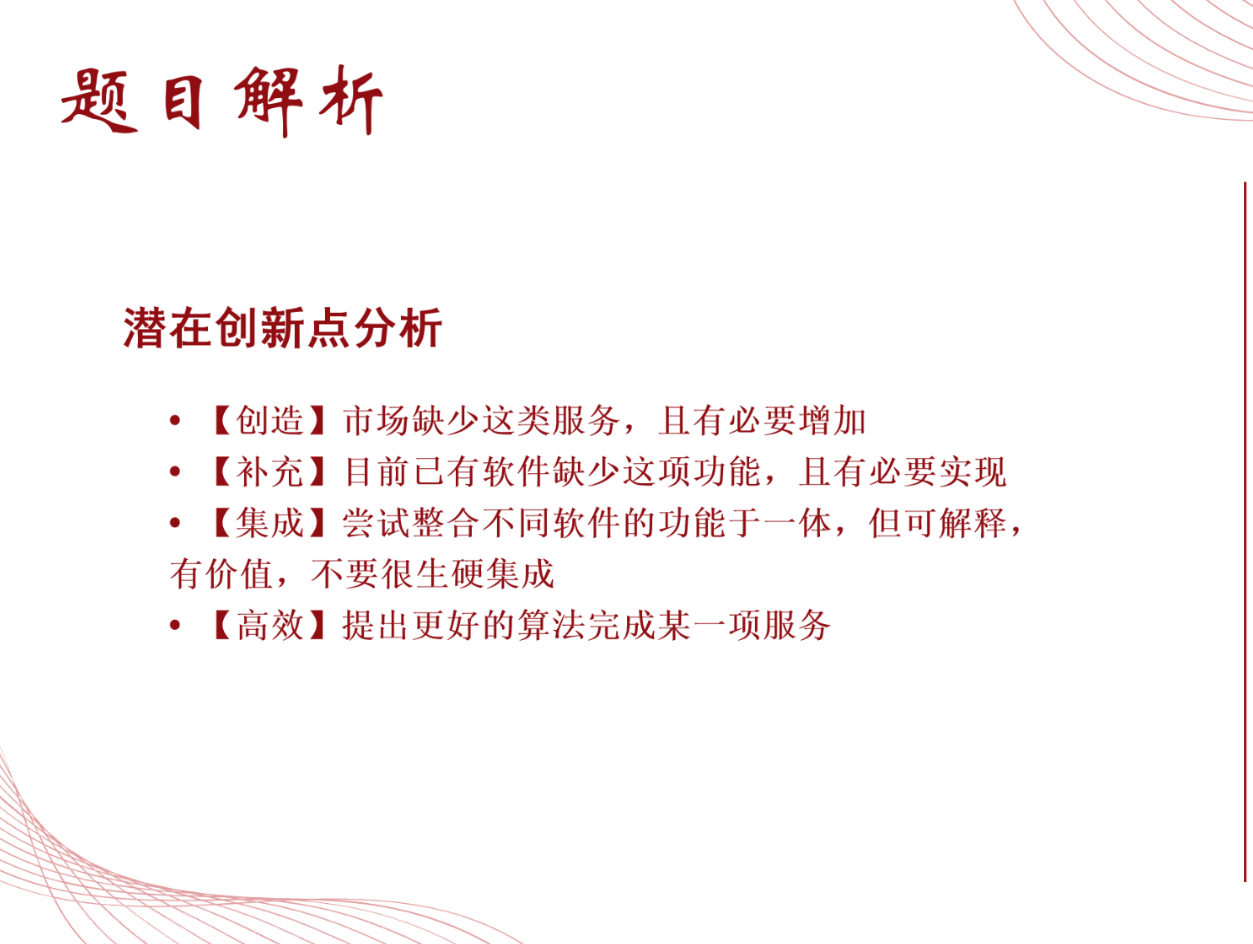 题目解析
潜在创新点分析
• 【创造】市场缺少这类服务，且有必要增加
• 【补充】目前已有软件缺少这项功能，且有必要实现
• 【集成】尝试整合不同软件的功能于一体，但可解释，
有价值，不要很生硬集成
• 【高效】提出更好的算法完成某一项服务